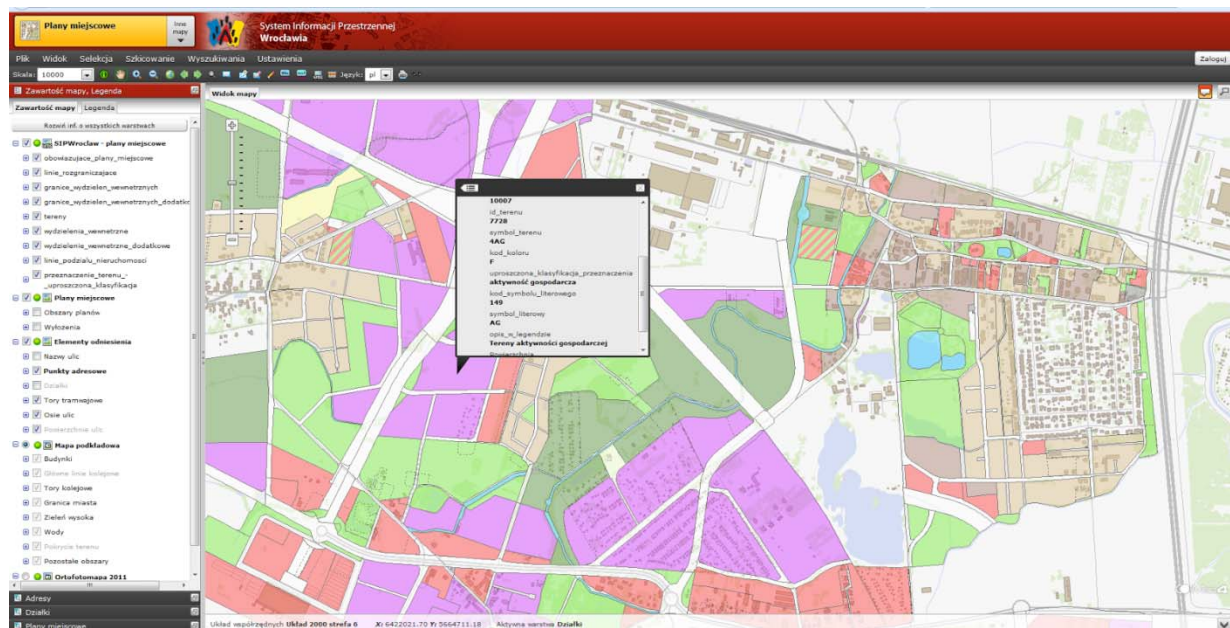 Plany miejscowe
Inne
mapy
System Informacji Przestrzennej
Wrocławia
Plik Widok Selekcja Szkicowanie Wyszukiwania Ustawienia
Zaloguj
Skala: 10000
Język: pl
Zawartość mapy, Legenda
Widok mapy
Zawartość mapy Legenda
Rozwiń inf. o wszystkich warstwach
SIPWroclaw - plany miejscowe
obowiazujace_plany_miejscowe
linie_rozgraniczajace
granice_wydzielen_wewnetrznych
granice_wydzielen_wewnetrznych_dodatko
tereny
wydzielenia_wewnetrzne
wydzielenia_wewnetrzne_dodatkowe
linie_podzialu_nieruchomosci
przeznaczenie_terenu_-
_uproszczona_klasyfikacja
Plany miejscowe
Obszary planów
Wyłożenia
Elementy odniesienia
Nazwy ulic
Punkty adresowe
Działki
Tory tramwajowe
Osie ulic
Powierzchnie ulic
Mapa podkładowa
Budynki
Główne linie kolejowe
Tory kolejowe
Granica miasta
Zieleń wysoka
Wody
Pokrycie terenu
Pozostałe obszary
Ortofotomapa 2011
Adresy
Działki
Plany miejscowe
10007
id_terenu
7728
symbol_terenu
4AG
kod_koloru
F
uproszczona_klasyfikacja_przeznaczenia
aktywność gospodarcza
kod_symbolu_literowego
149
symbol_literowy
AG
opis_w_legendzie
Tereny aktywności gospodarczej
Powierzchnia
Układ współrzędnych Układ 2000 strefa 6 X: 6422021.70 Y: 5664711.18 Aktywna warstwa Działki